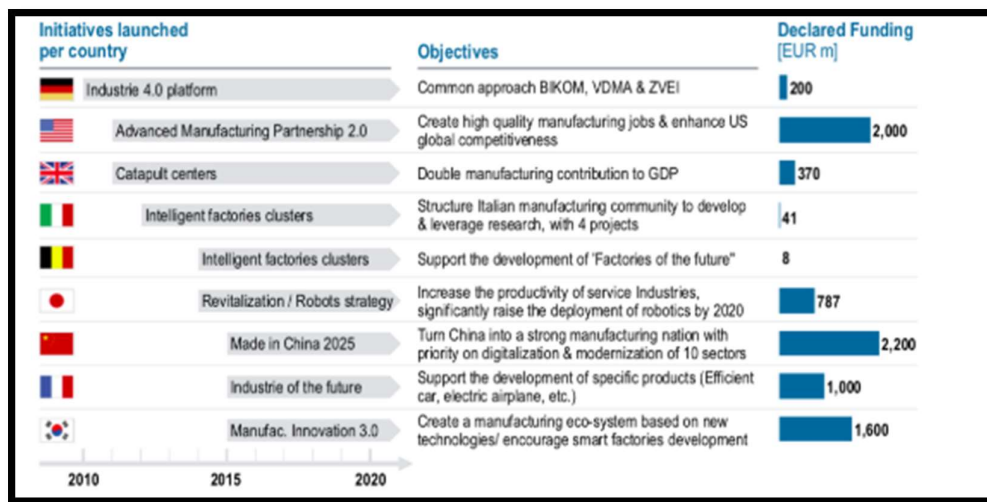 Initiatives launched
per country
Objectives
Declared Funding
[EUR m]
Industrie 4.0 platform
Common approach BIKOM, VDMA & ZVEI
200
Advanced Manufacturing Partnership 2.0
Create high quality manufacturing jobs & enhance US
global competitiveness
2,000
Catapult centers
Double manufacturing contribution to GDP
370
Intelligent factories clusters
Structure Italian manufacturing community to develop
& leverage research, with 4 projects
41
Intelligent factories clusters
Support the development of 'Factories of the future"
8
Revitalization / Robots strategy
Increase the productivity of service Industries,
significantly raise the deployment of robotics by 2020
787
Made in China 2025
Turn China into a strong manufacturing nation with
priority on digitalization & modernization of 10 sectors
2,200
Industrie of the future
Support the development of specific products (Efficient
car, electric airplane, etc.)
1,000
Manufac. Innovation 3.0
Create a manufacturing eco-system based on new
technologies/ encourage smart factories development
1,600
2010 2015 2020